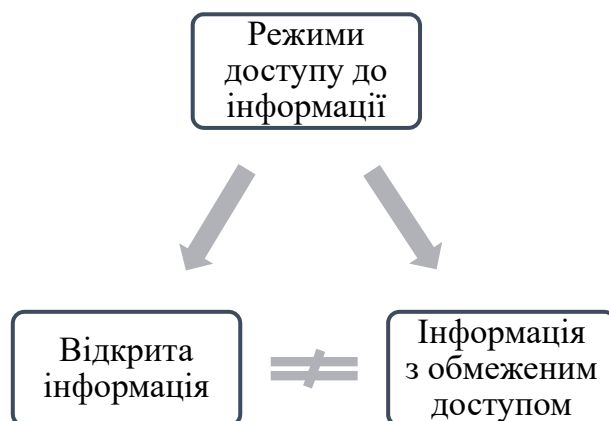 Режими
доступу до
інформації
Відкрита
інформація
≠
Інформація
з обмеженим
доступом